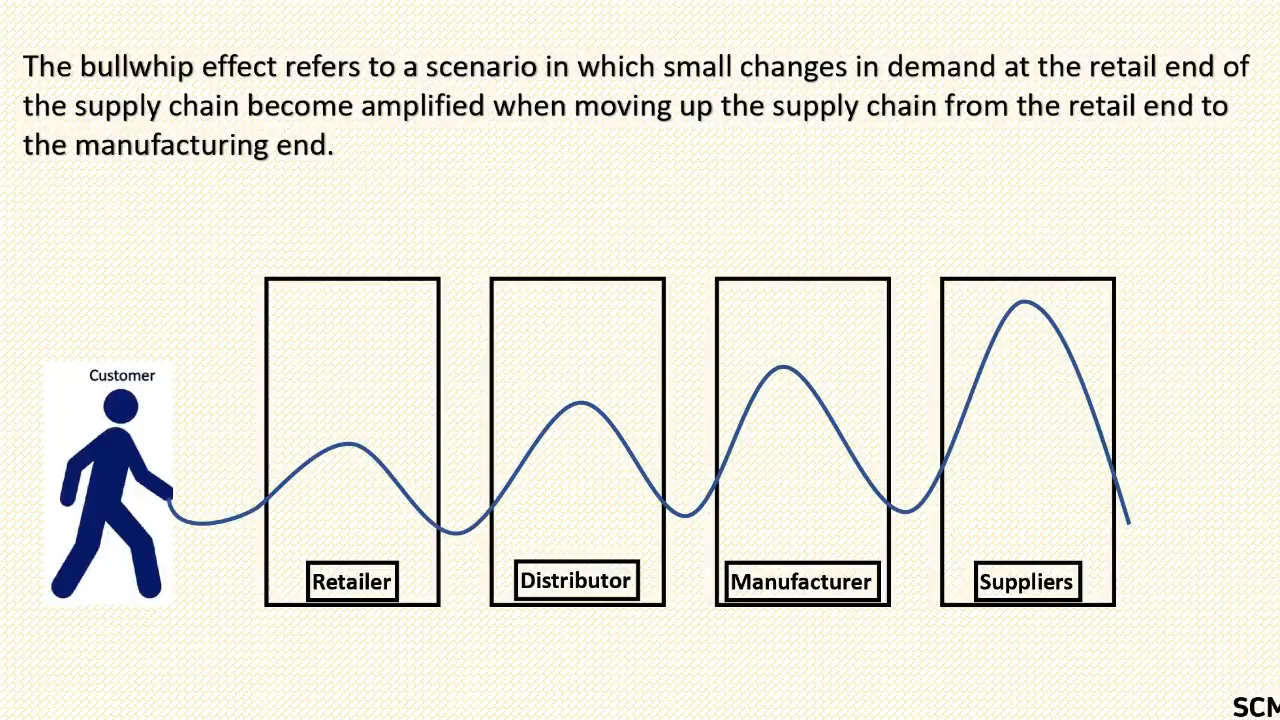 The bullwhip effect refers to a scenario in which small changes in demand at the retail end of
the supply chain become amplified when moving up the supply chain from the retail end to
the manufacturing end.
Customer
Retailer
Distributor
Manufacturer
Suppliers
SCM